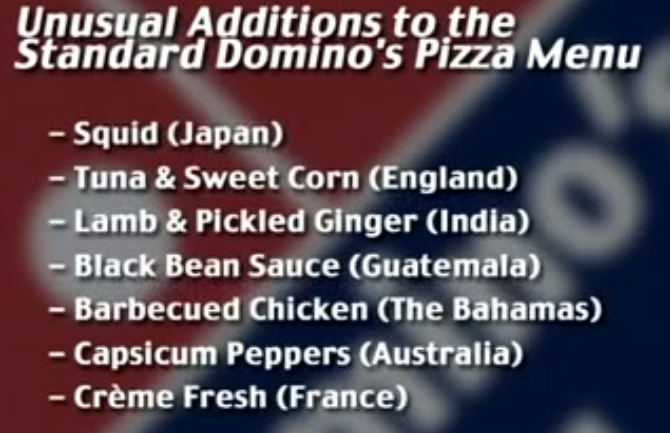 Unusual Additions to the
Standard Domino's Pizza Menu
– Squid (Japan)
– Tuna & Sweet Corn (England)
– Lamb & Pickled Ginger (India)
– Black Bean Sauce (Guatemala)
– Barbecued Chicken (The Bahamas)
– Capsicum Peppers (Australia)
– Crème Fresh (France)